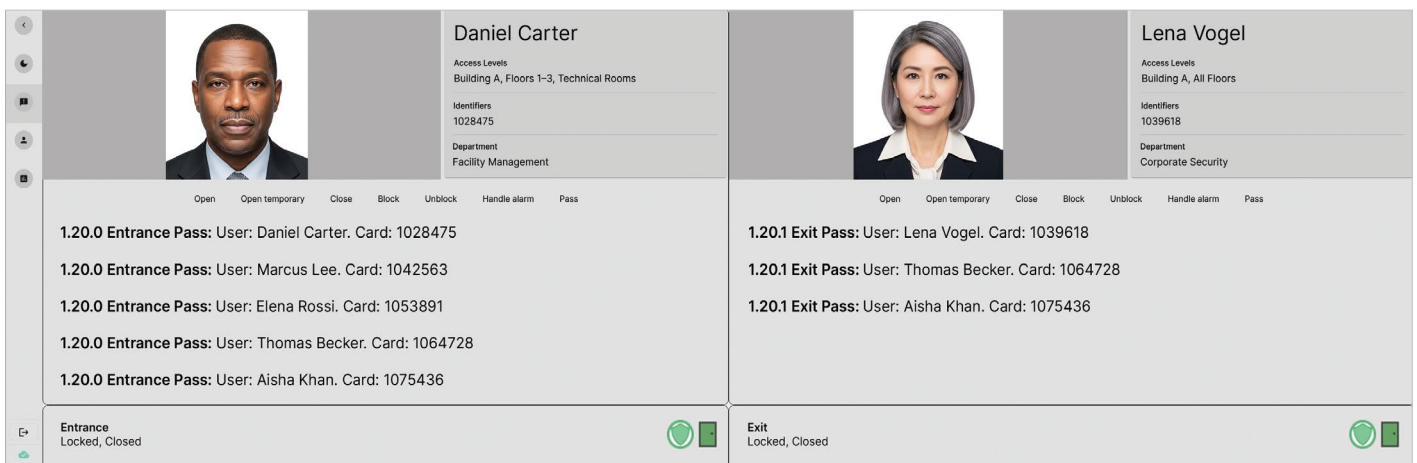 Daniel Carter
Access Levels
Building A, Floors 1–3, Technical Rooms
Identifiers
1028475
Department
Facility Management
Open Open temporary Close Block Unblock Handle alarm Pass
1.20.0 Entrance Pass: User: Daniel Carter. Card: 1028475
1.20.0 Entrance Pass: User: Marcus Lee. Card: 1042563
1.20.0 Entrance Pass: User: Elena Rossi. Card: 1053891
1.20.0 Entrance Pass: User: Thomas Becker. Card: 1064728
1.20.0 Entrance Pass: User: Aisha Khan. Card: 1075436
Entrance
Locked, Closed
Lena Vogel
Access Levels
Building A, All Floors
Identifiers
1039618
Department
Corporate Security
Open Open temporary Close Block Unblock Handle alarm Pass
1.20.1 Exit Pass: User: Lena Vogel. Card: 1039618
1.20.1 Exit Pass: User: Thomas Becker. Card: 1064728
1.20.1 Exit Pass: User: Aisha Khan. Card: 1075436
Exit
Locked, Closed